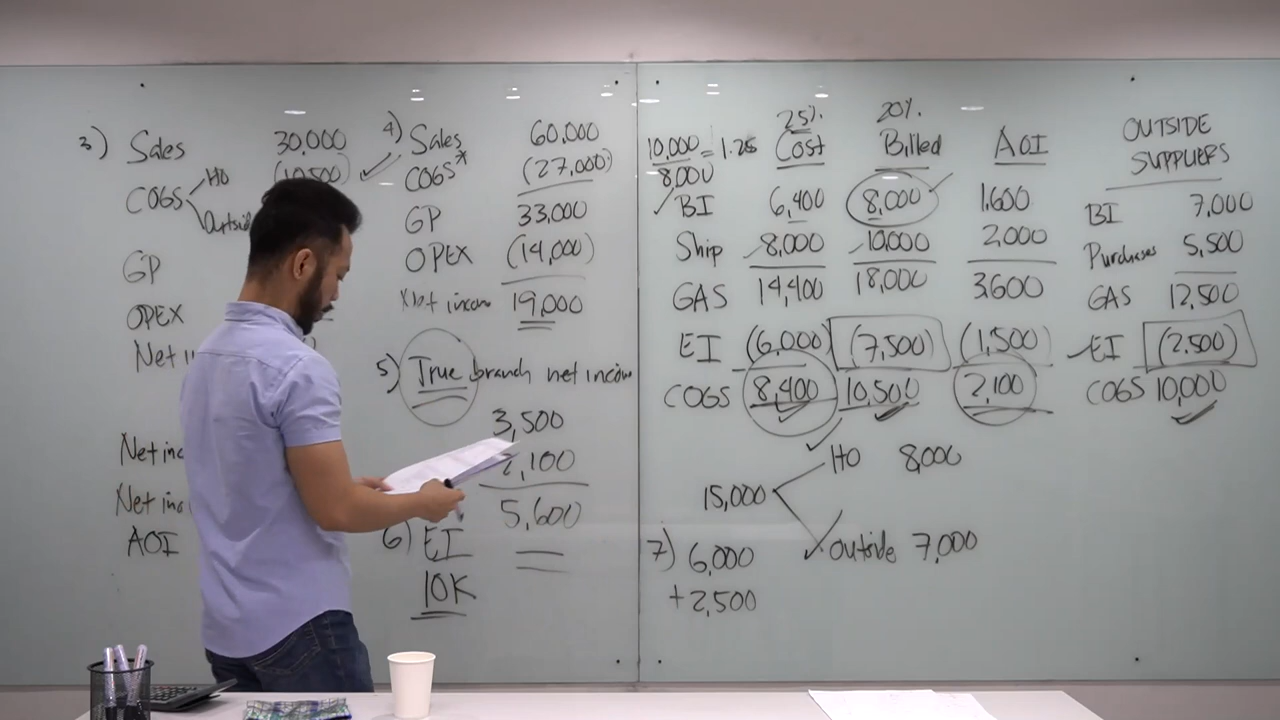 3) Sales 30,000
(10,500)
COGS HO
Outside
GP
OPEX
Net
Net inc
Net inc
AOI
4) Sales 60,000
COGS* (27,000)
GP 33,000
OPEX (14,000)
Net income 19,000
5) True branch net income
3,500
2,100
5,600
6) EI
10K
10,000 = 1.25
8,000
25% 20%
Cost Billed AOI
BI 6,400 8,000 1,600
Ship 8,000 10,000 2,000
GAS 14,400 18,000 3600
EI (6,000) (7,500) (1,500)
COGS 8,400 10,500 2,100
OUTSIDE
SUPPLIERS
BI 7,000
Purchases 5,500
GAS 12,500
EI (2,500)
COGS 10,000
HO 8,000
15,000
Outside 7,000
7) 6,000
+2,500